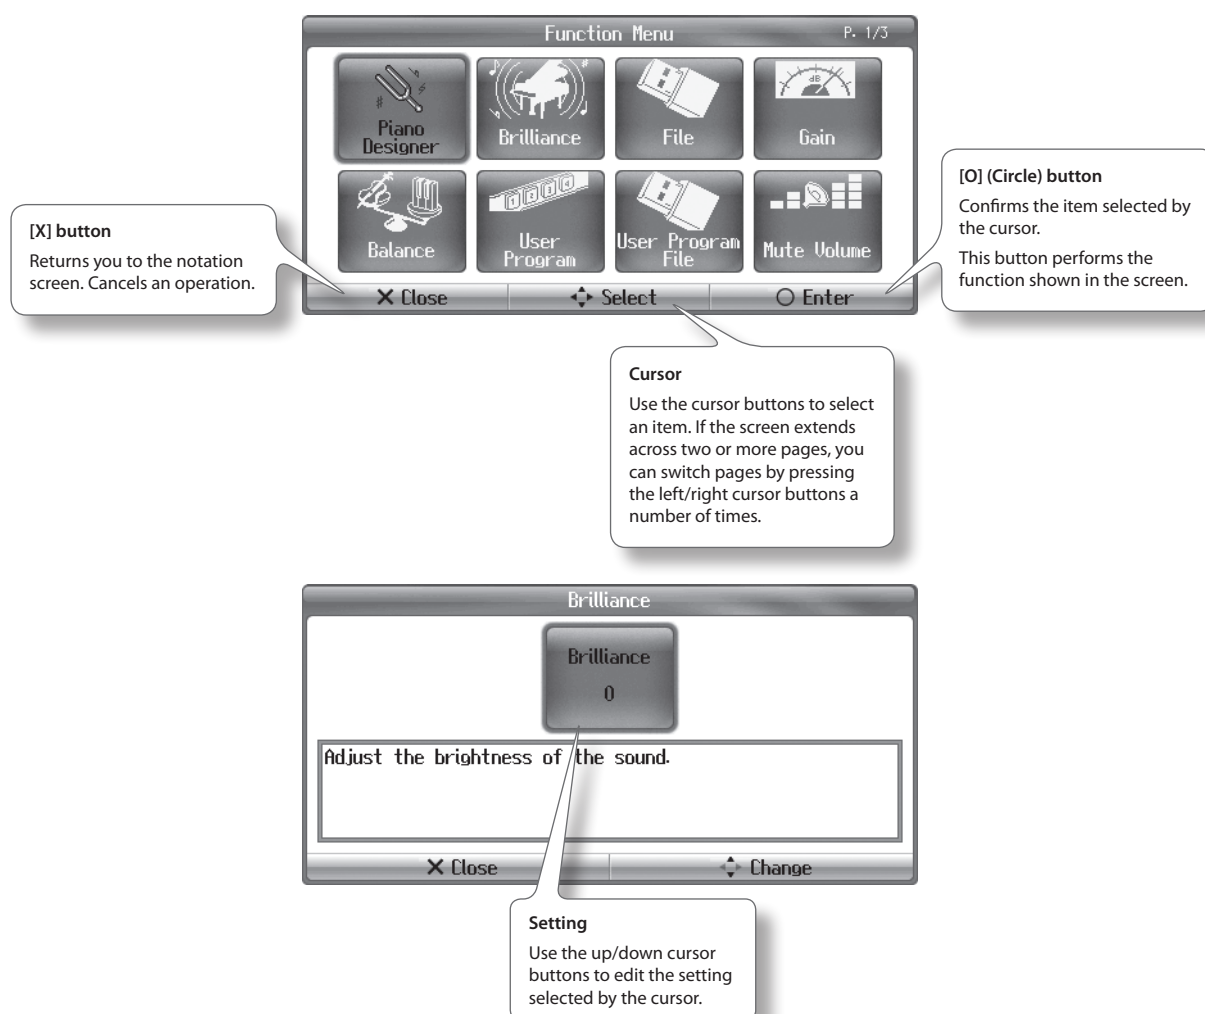 Function Menu P. 1/3
Piano
Designer
Brilliance
File
Gain
Balance
User
Program
User Program
File
Mute Volume
X Close
Select
O Enter
[X] button
Returns you to the notation
screen. Cancels an operation.
[O] (Circle) button
Confirms the item selected by
the cursor.
This button performs the
function shown in the screen.
Cursor
Use the cursor buttons to select
an item. If the screen extends
across two or more pages, you
can switch pages by pressing
the left/right cursor buttons a
number of times.
Brilliance
Brilliance
0
Adjust the brightness of the sound.
X Close
Change
Setting
Use the up/down cursor
buttons to edit the setting
selected by the cursor.